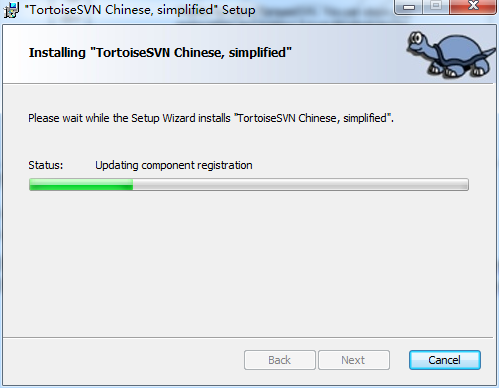 "TortoiseSVN Chinese, simplified" Setup
Installing "TortoiseSVN Chinese, simplified"
Please wait while the Setup Wizard installs "TortoiseSVN Chinese, simplified".
Status: Updating component registration
Back Next Cancel